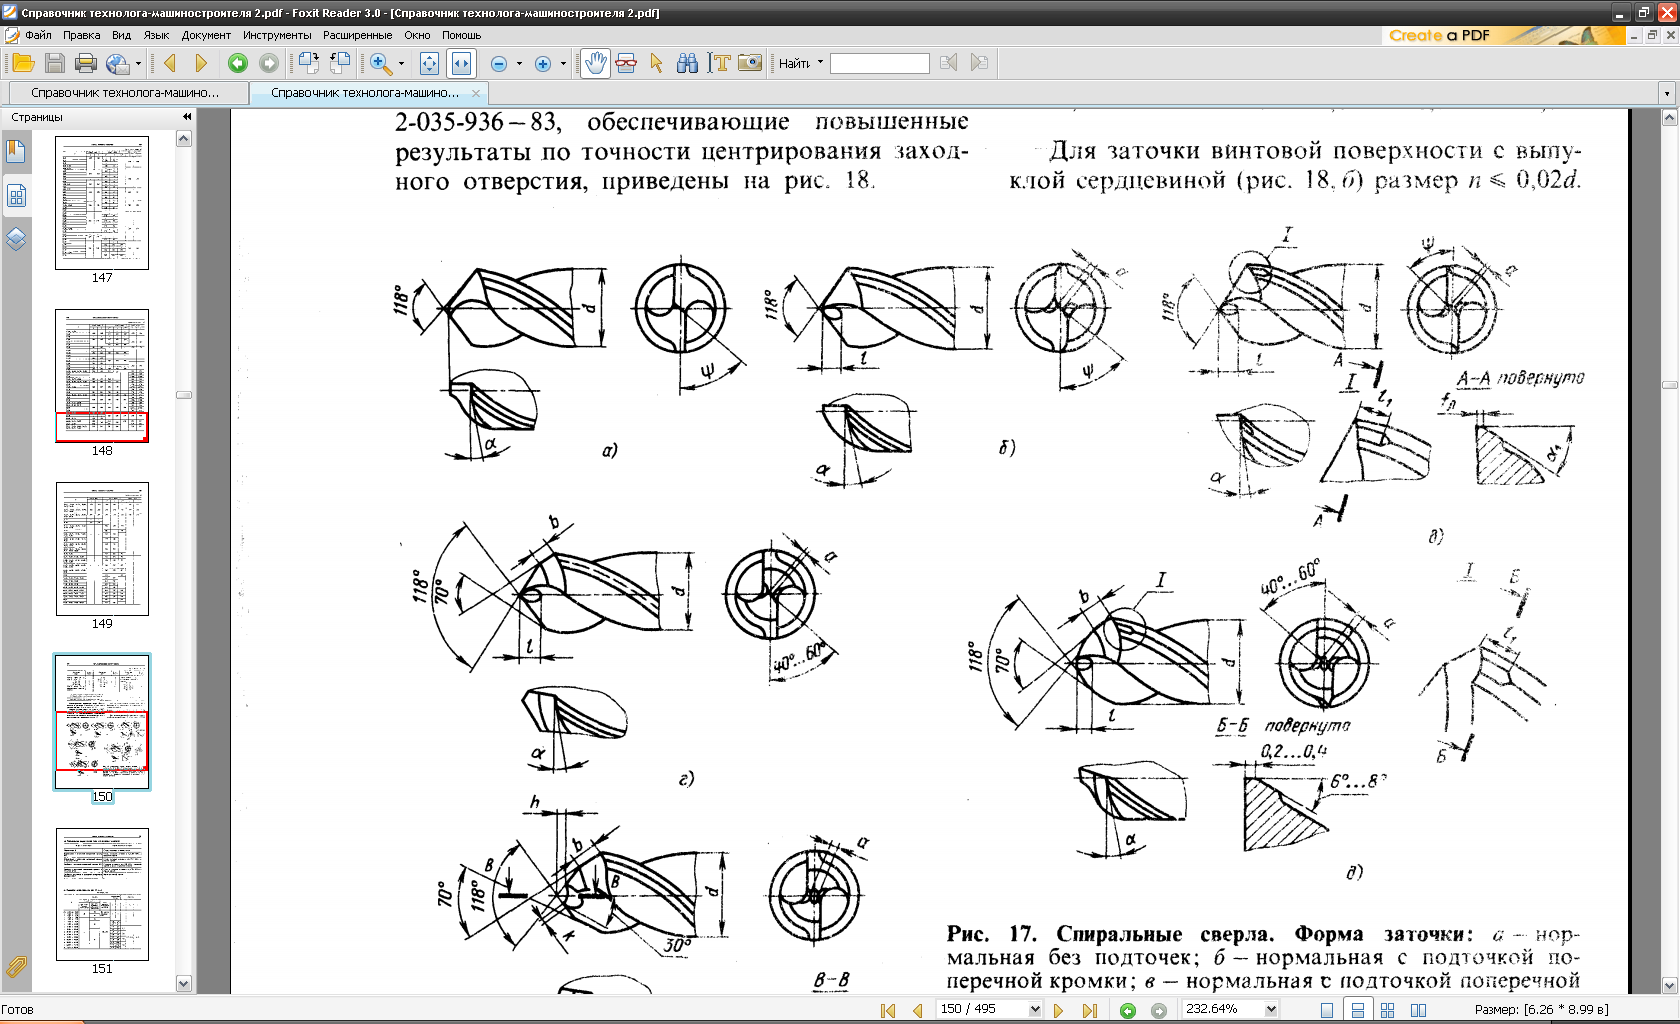 Справочник технолога-машиностроителя 2.pdf - Foxit Reader 3.0 - [Справочник технолога-машиностроителя 2.pdf]
Файл Правка Вид Язык Документ Инструменты Расширенные Окно Помощь
Create a PDF
Найти:
Справочник технолога-машино... Справочник технолога-машино...
Страницы
147
148
149
150
151
2-035-936 – 83, обеспечивающие повышенные
результаты по точности центрирования заход-
ного отверстия, приведены на рис. 18.
Для заточки винтовой поверхности с выпу-
клой сердцевиной (рис. 18, б) размер n ⩽ 0,02d.
118° d ψ α а)
118° d l a ψ α б)
118° d l I ψ a A I l₁ A-A повернуто fл α₁ α A
в)
118° 70° b d l a 40°...60° α г)
118° 70° b I d l 40°...60° a I Б l₁ Б
Б-Б повернуто
0,2...0,4
6°...8°
α
д)
h
70° 118° В b В d a к 30°
В-В
Рис. 17. Спиральные сверла. Форма заточки: а – нор-
мальная без подточек; б – нормальная с подточкой по-
перечной кромки; в – нормальная с подточкой поперечной
Готов 150 / 495 232.64% Размер: [6.26 * 8.99 в]